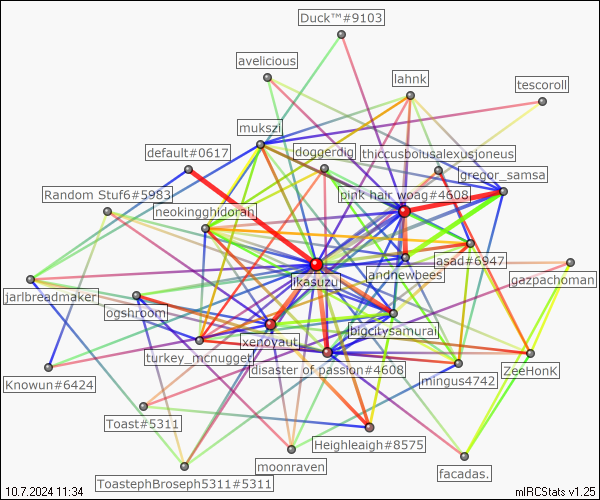 Duck™#9103
avelicious
lahnk
tescoroll
mukszi
default#0617
doggerdig
thiccusbolusalexusjoneus
gregor_samsa
Random Stuf6#5983
pink hair woag#4608
neokingghidorah
asad#6947
ikasuzu
andnewbees
gazpachoman
jarlbreadmaker
ogshroom
bigcitysamurai
xenoyaut
turkey_mcnugget
disaster of passion#4608
ZeeHonK
Knowun#6424
mingus4742
Toast#5311
Heighleaigh#8575
moonraven
facadas.
ToastephBroseph5311#5311
10.7.2024 11:34
mIRCStats v1.25